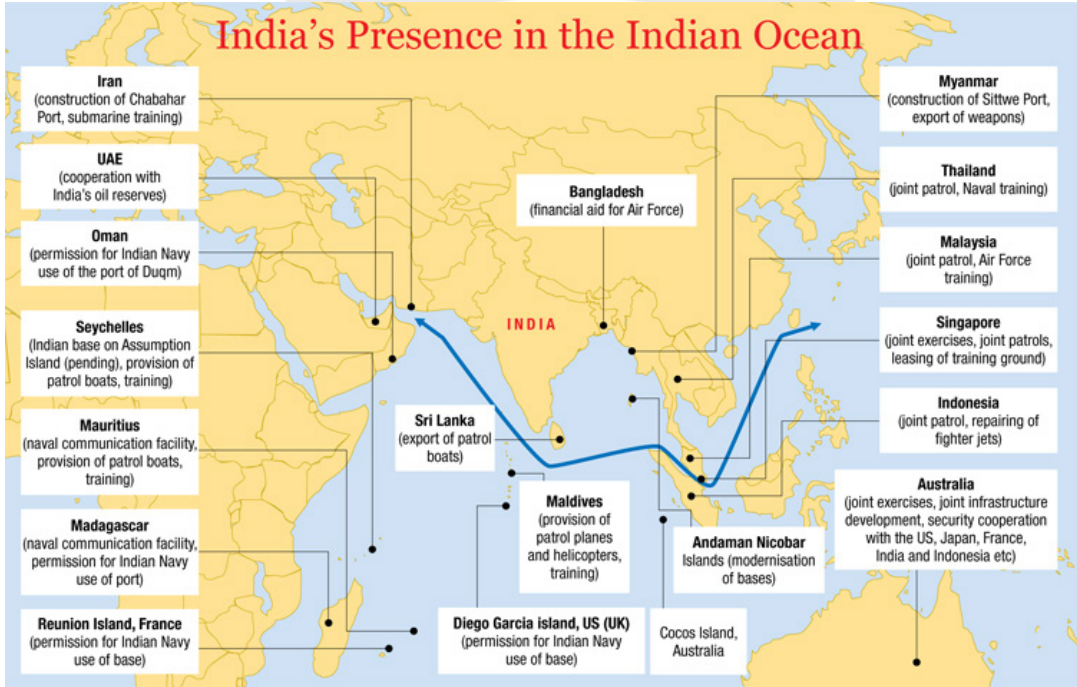 India’s Presence in the Indian Ocean
Iran
(construction of Chabahar
Port, submarine training)
UAE
(cooperation with
India’s oil reserves)
Oman
(permission for Indian Navy
use of the port of Duqm)
Seychelles
(Indian base on Assumption
Island (pending), provision of
patrol boats, training)
Mauritius
(naval communication facility,
provision of patrol boats,
training)
Madagascar
(naval communication facility,
permission for Indian Navy
use of port)
Reunion Island, France
(permission for Indian Navy
use of base)
Bangladesh
(financial aid for Air Force)
INDIA
Sri Lanka
(export of patrol
boats)
Maldives
(provision of
patrol planes
and helicopters,
training)
Diego Garcia island, US (UK)
(permission for Indian Navy
use of base)
Andaman Nicobar
Islands (modernisation
of bases)
Cocos Island,
Australia
Myanmar
(construction of Sittwe Port,
export of weapons)
Thailand
(joint patrol, Naval training)
Malaysia
(joint patrol, Air Force
training)
Singapore
(joint exercises, joint patrols,
leasing of training ground)
Indonesia
(joint patrol, repairing of
fighter jets)
Australia
(joint exercises, joint infrastructure
development, security cooperation
with the US, Japan, France,
India and Indonesia etc)